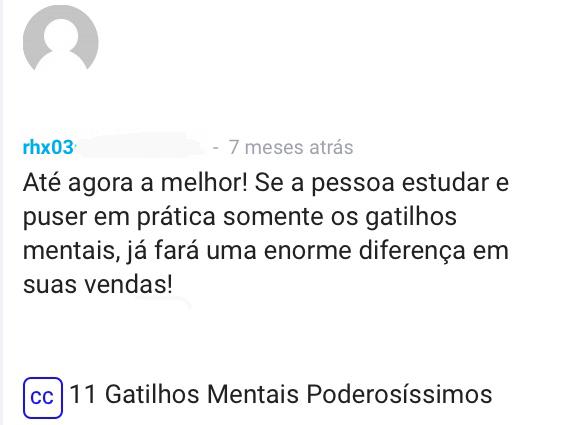 rhx03 - 7 meses atrás
Até agora a melhor! Se a pessoa estudar e
puser em prática somente os gatilhos
mentais, já fará uma enorme diferença em
suas vendas!
CC 11 Gatilhos Mentais Poderosíssimos